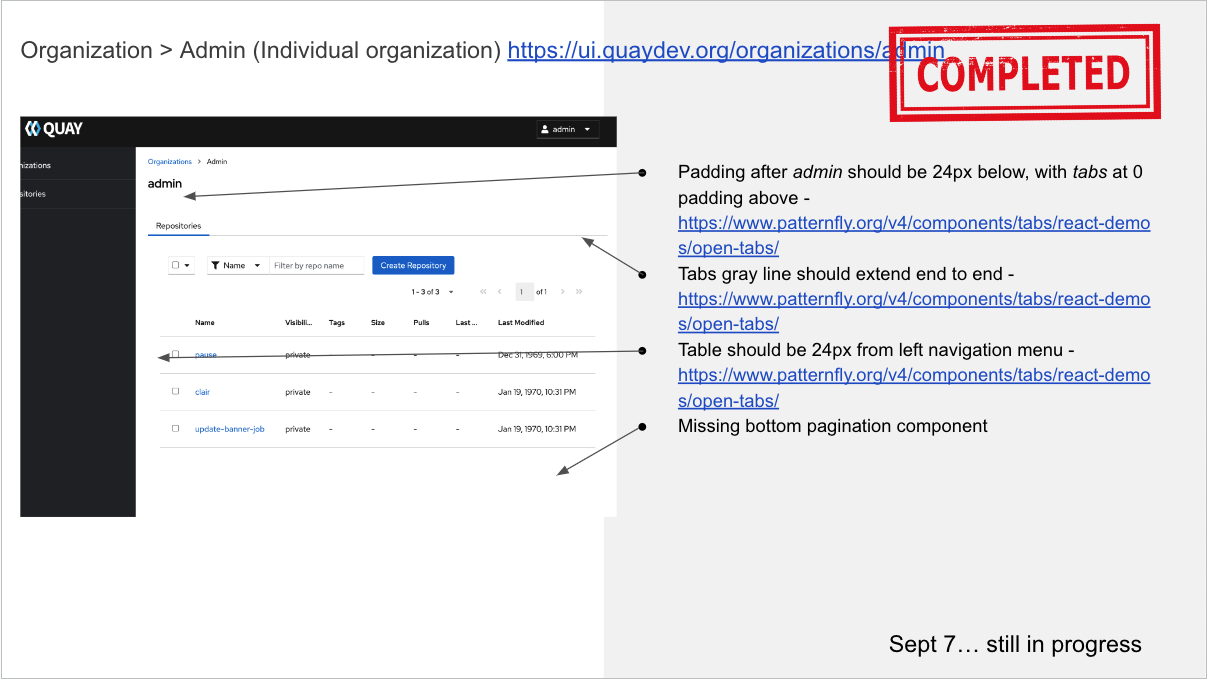 Organization > Admin (Individual organization) https://ui.quaydev.org/organizations/admin
COMPLETED
QUAY
admin
nizations
sitories
Organizations > Admin
admin
Repositories
Name
Filter by repo name
Create Repository
1 - 3 of 3
1 of 1
Name Visibili... Tags Size Pulls Last ... Last Modified
pause private - - - - Dec 31, 1969, 6:00 PM
clair private - - - - Jan 19, 1970, 10:31 PM
update-banner-job private - - - - Jan 19, 1970, 10:31 PM
● Padding after admin should be 24px below, with tabs at 0
padding above -
https://www.patternfly.org/v4/components/tabs/react-demo
s/open-tabs/
● Tabs gray line should extend end to end -
https://www.patternfly.org/v4/components/tabs/react-demo
s/open-tabs/
● Table should be 24px from left navigation menu -
https://www.patternfly.org/v4/components/tabs/react-demo
s/open-tabs/
● Missing bottom pagination component
Sept 7… still in progress